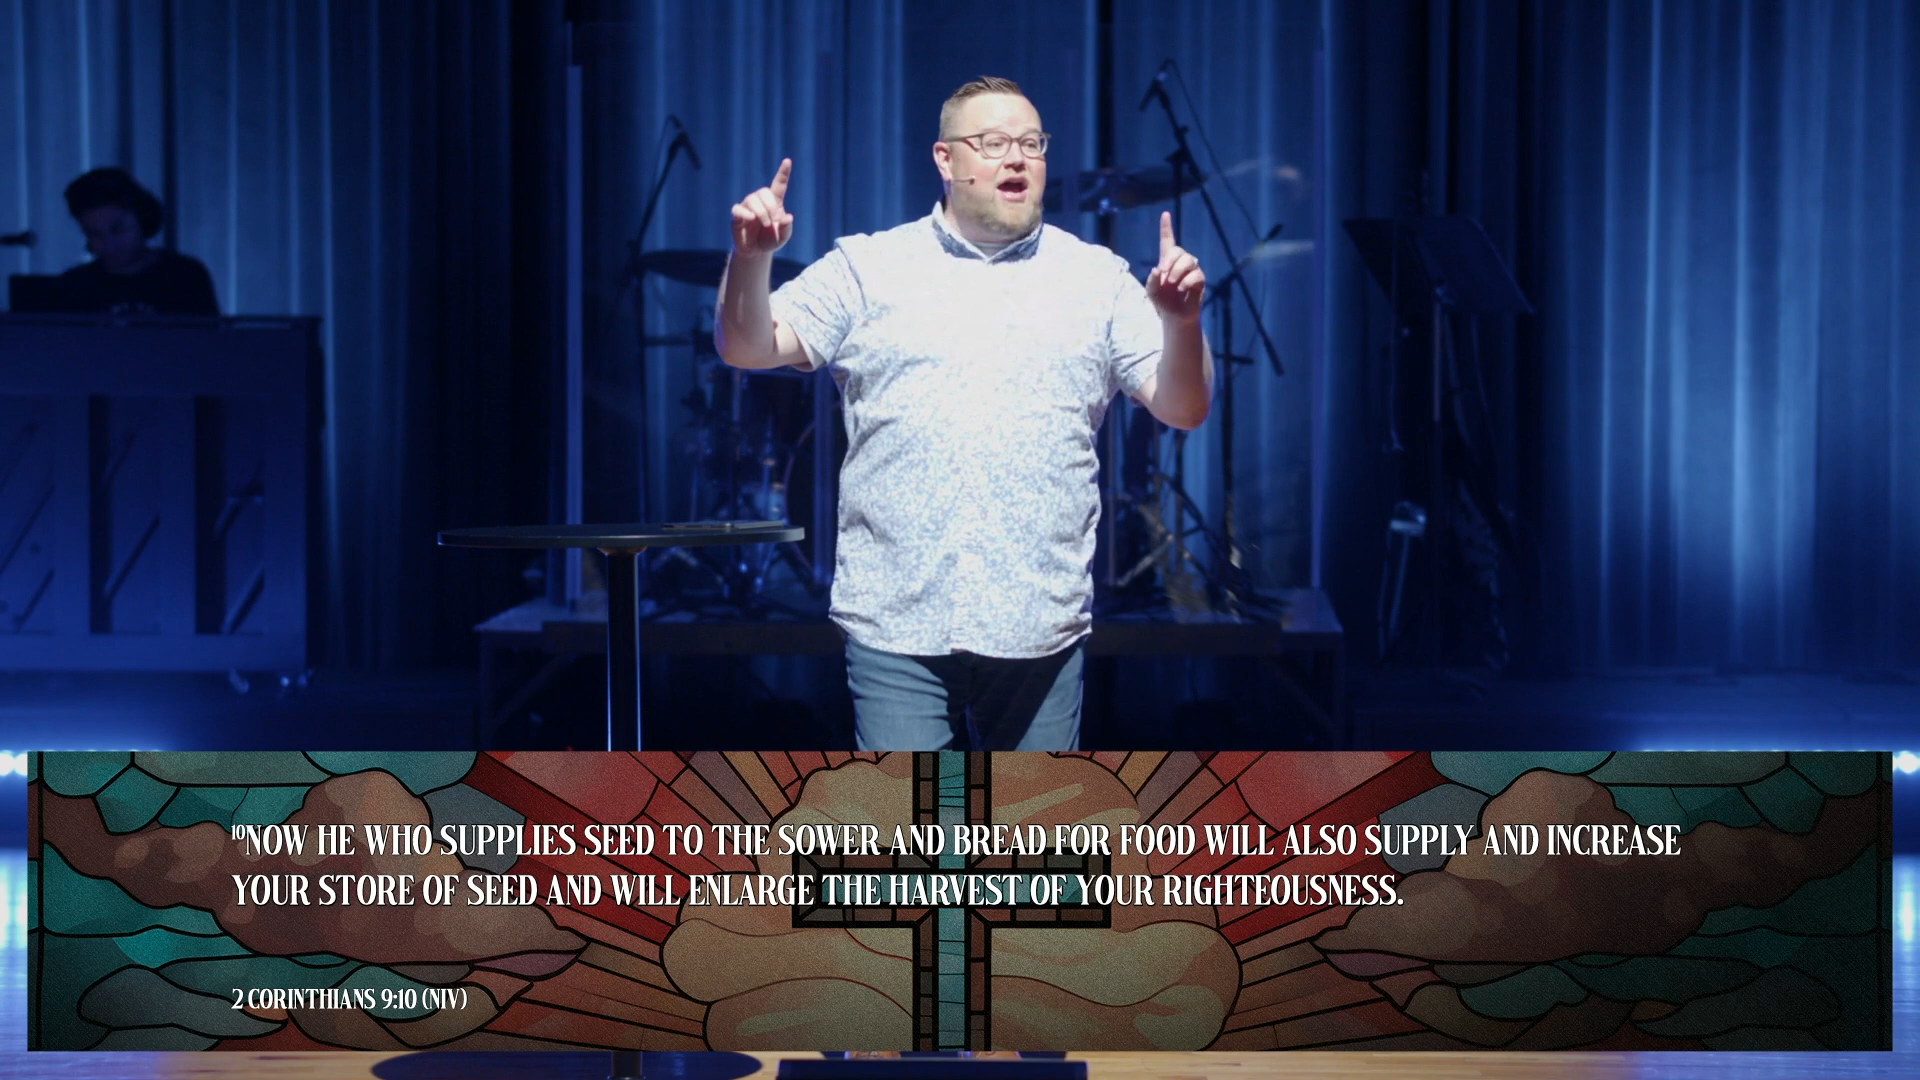 ¹⁰NOW HE WHO SUPPLIES SEED TO THE SOWER AND BREAD FOR FOOD WILL ALSO SUPPLY AND INCREASE
YOUR STORE OF SEED AND WILL ENLARGE THE HARVEST OF YOUR RIGHTEOUSNESS.
2 CORINTHIANS 9:10 (NIV)